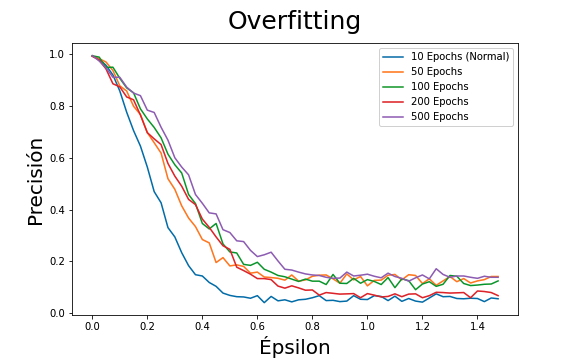 Overfitting
10 Epochs (Normal)
50 Epochs
100 Epochs
200 Epochs
500 Epochs
Precisión
1.0
0.8
0.6
0.4
0.2
0.0
0.0 0.2 0.4 0.6 0.8 1.0 1.2 1.4
Épsilon